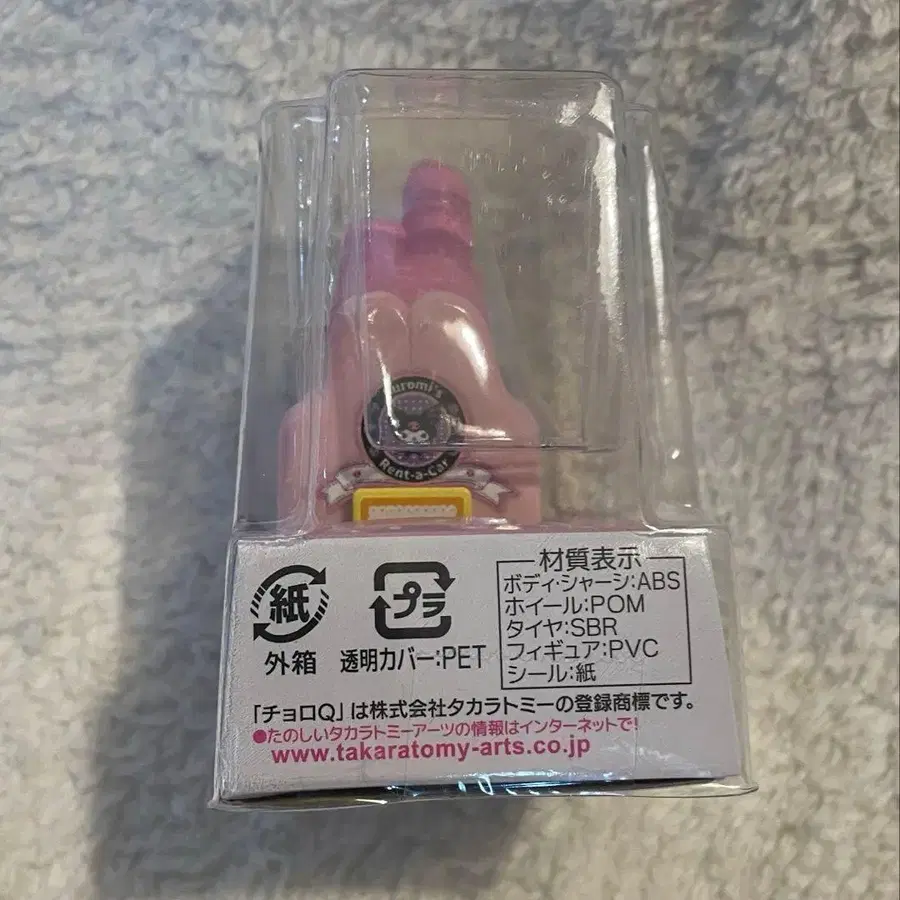 uromi's
Rent-a-Car
紙
外箱
プラ
透明カバー:PET
材質表示
ボディ・シャーシ:ABS
ホイール:POM
タイヤ:SBR
フィギュア:PVC
シール:紙
「チョロQ」は株式会社タカラトミーの登録商標です。
●たのしいタカラトミーアーツの情報はインターネットで!
www.takaratomy-arts.co.jp